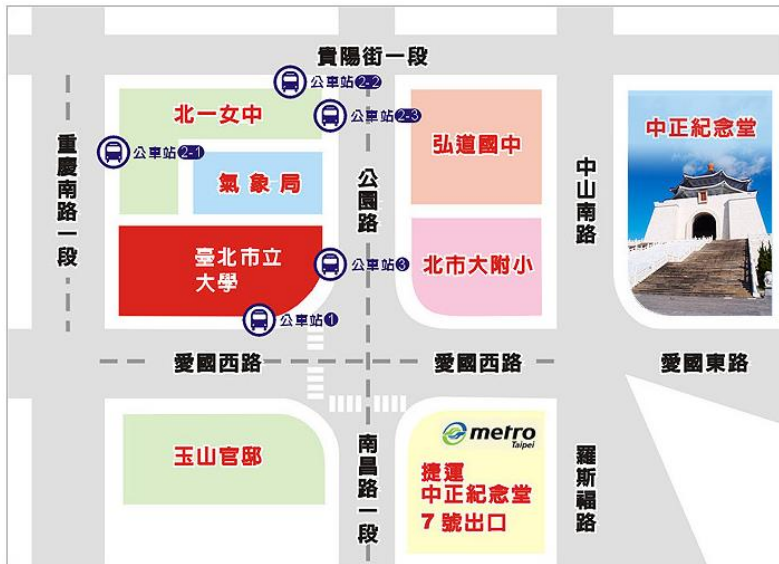 貴陽街一段
公車站2-2
北一女中
公車站2-3
公車站2-1
弘道國中
中正紀念堂
重慶南路一段
氣象局
公園路
中山南路
臺北市立
大學
公車站3
北市大附小
公車站1
愛國西路
愛國西路
愛國東路
玉山官邸
南昌路一段
metro
Taipei
捷運
中正紀念堂
7號出口
羅斯福路